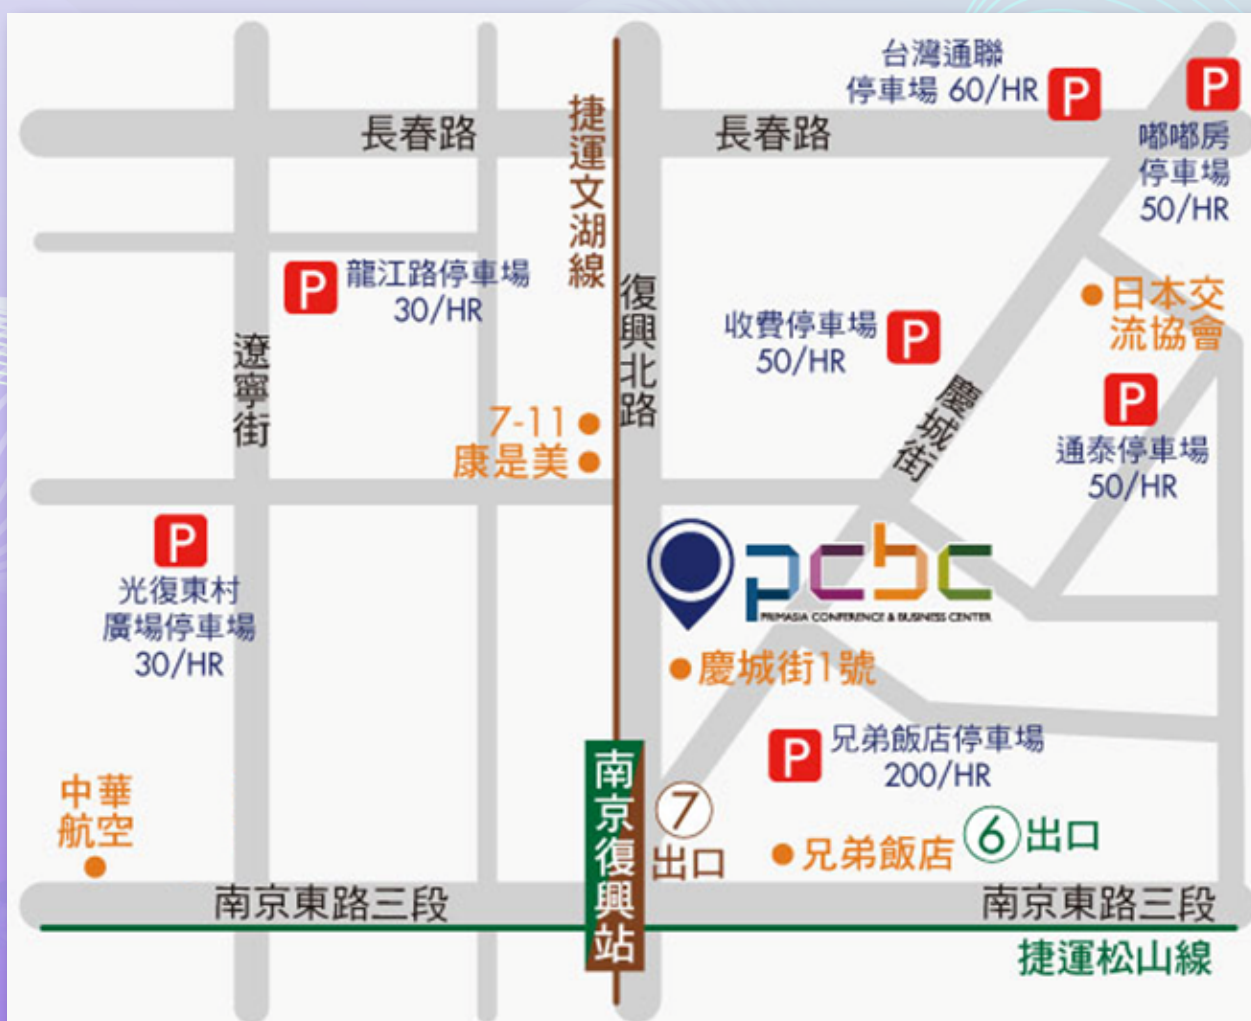 台灣通聯
停車場 60/HR
P
P
嘟嘟房
停車場
50/HR
長春路
捷運文湖線
長春路
P
龍江路停車場
30/HR
復興北路
日本交
流協會
收費停車場
50/HR
P
遼寧街
慶城街
P
通泰停車場
50/HR
7-11
康是美
P
光復東村
廣場停車場
30/HR
pcbc
PRIMASIA CONFERENCE & BUSINESS CENTER
慶城街1號
P
兄弟飯店停車場
200/HR
中華
航空
南京復興站
7
出口
兄弟飯店
6 出口
南京東路三段
南京東路三段
捷運松山線